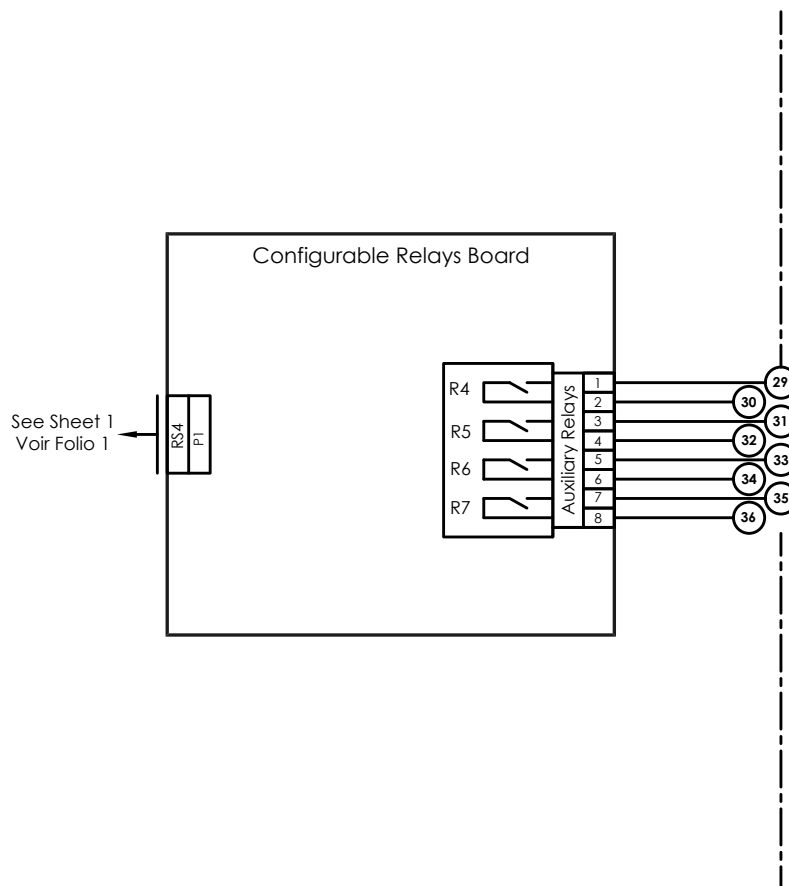 Configurable Relays Board
See Sheet 1
Voir Folio 1
RS4
P1
R4
R5
R6
R7
Auxiliary Relays
1
2
3
4
5
6
7
8
29
30
31
32
33
34
35
36